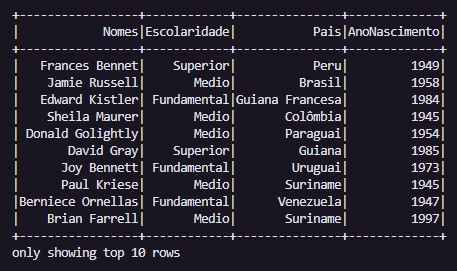 +-----------------+------------+---------------+-------------+
|            Nomes|Escolaridade|           Pais|AnoNascimento|
+-----------------+------------+---------------+-------------+
|   Frances Bennet|    Superior|           Peru|         1949|
|    Jamie Russell|       Medio|         Brasil|         1958|
|   Edward Kistler| Fundamental|Guiana Francesa|         1984|
|    Sheila Maurer|       Medio|       Colômbia|         1945|
| Donald Golightly|       Medio|       Paraguai|         1954|
|       David Gray|    Superior|         Guiana|         1985|
|      Joy Bennett| Fundamental|        Uruguai|         1973|
|      Paul Kriese|       Medio|       Suriname|         1945|
|Berniece Ornellas| Fundamental|      Venezuela|         1947|
|    Brian Farrell|       Medio|       Suriname|         1997|
+-----------------+------------+---------------+-------------+
only showing top 10 rows